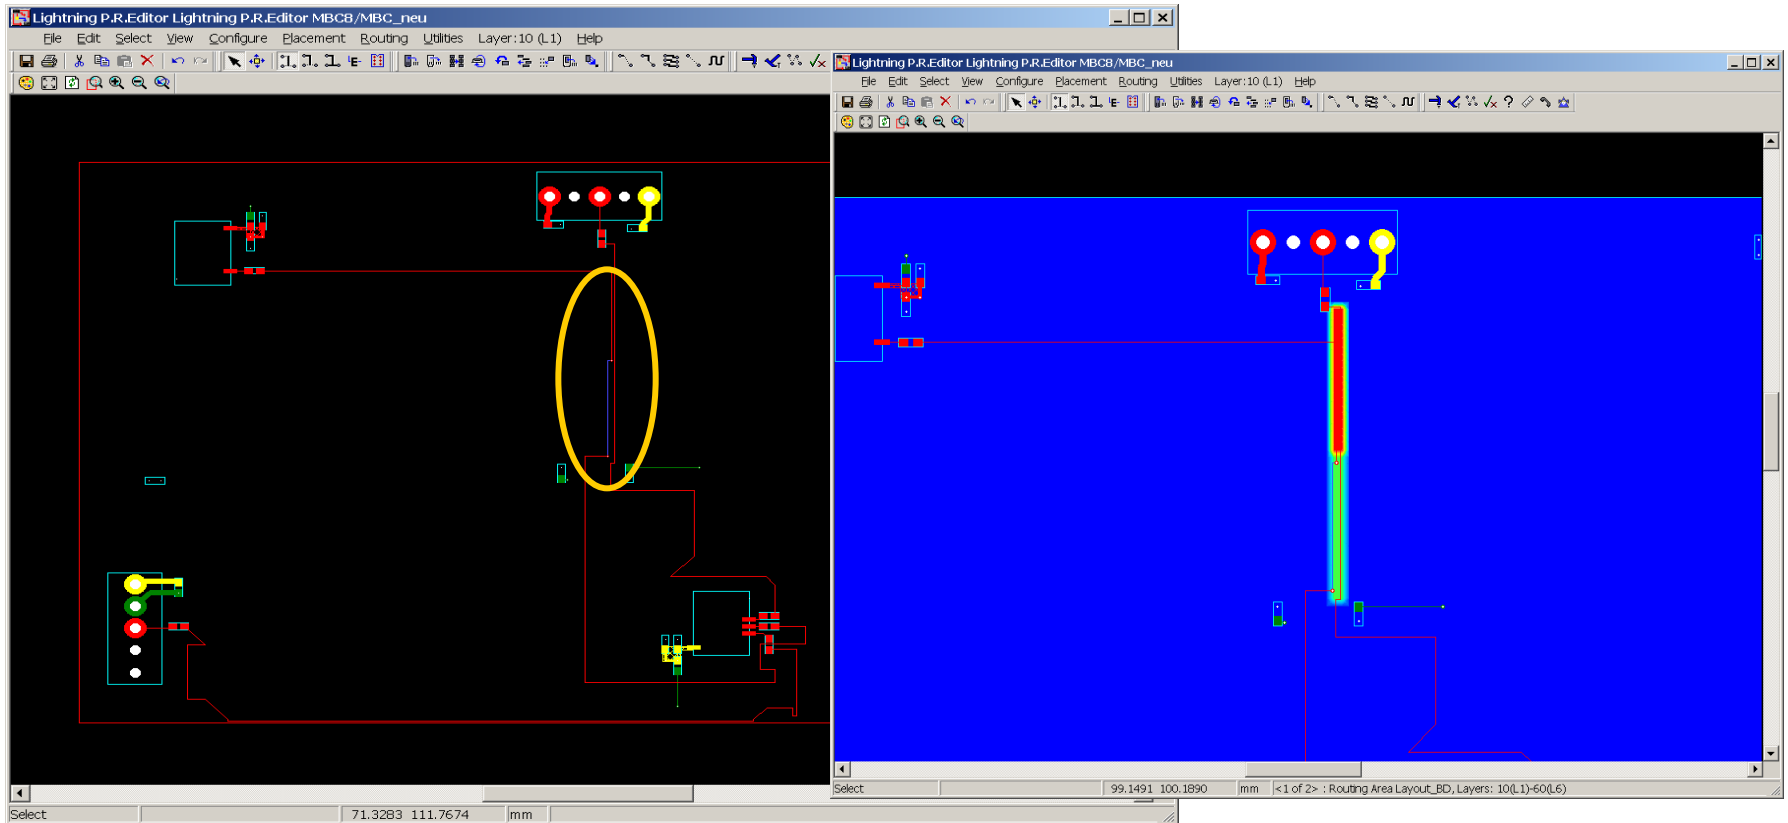 Lightning P.R.Editor Lightning P.R.Editor MBC8/MBC_neu
File Edit Select View Configure Placement Routing Utilities Layer:10 (L1) Help
Select 71.3283 111.7674 mm
Lightning P.R.Editor Lightning P.R.Editor MBC8/MBC_neu
File Edit Select View Configure Placement Routing Utilities Layer:10 (L1) Help
Select 99.1491 100.1890 mm <1 of 2> : Routing Area Layout_BD, Layers: 10(L1)-60(L6)